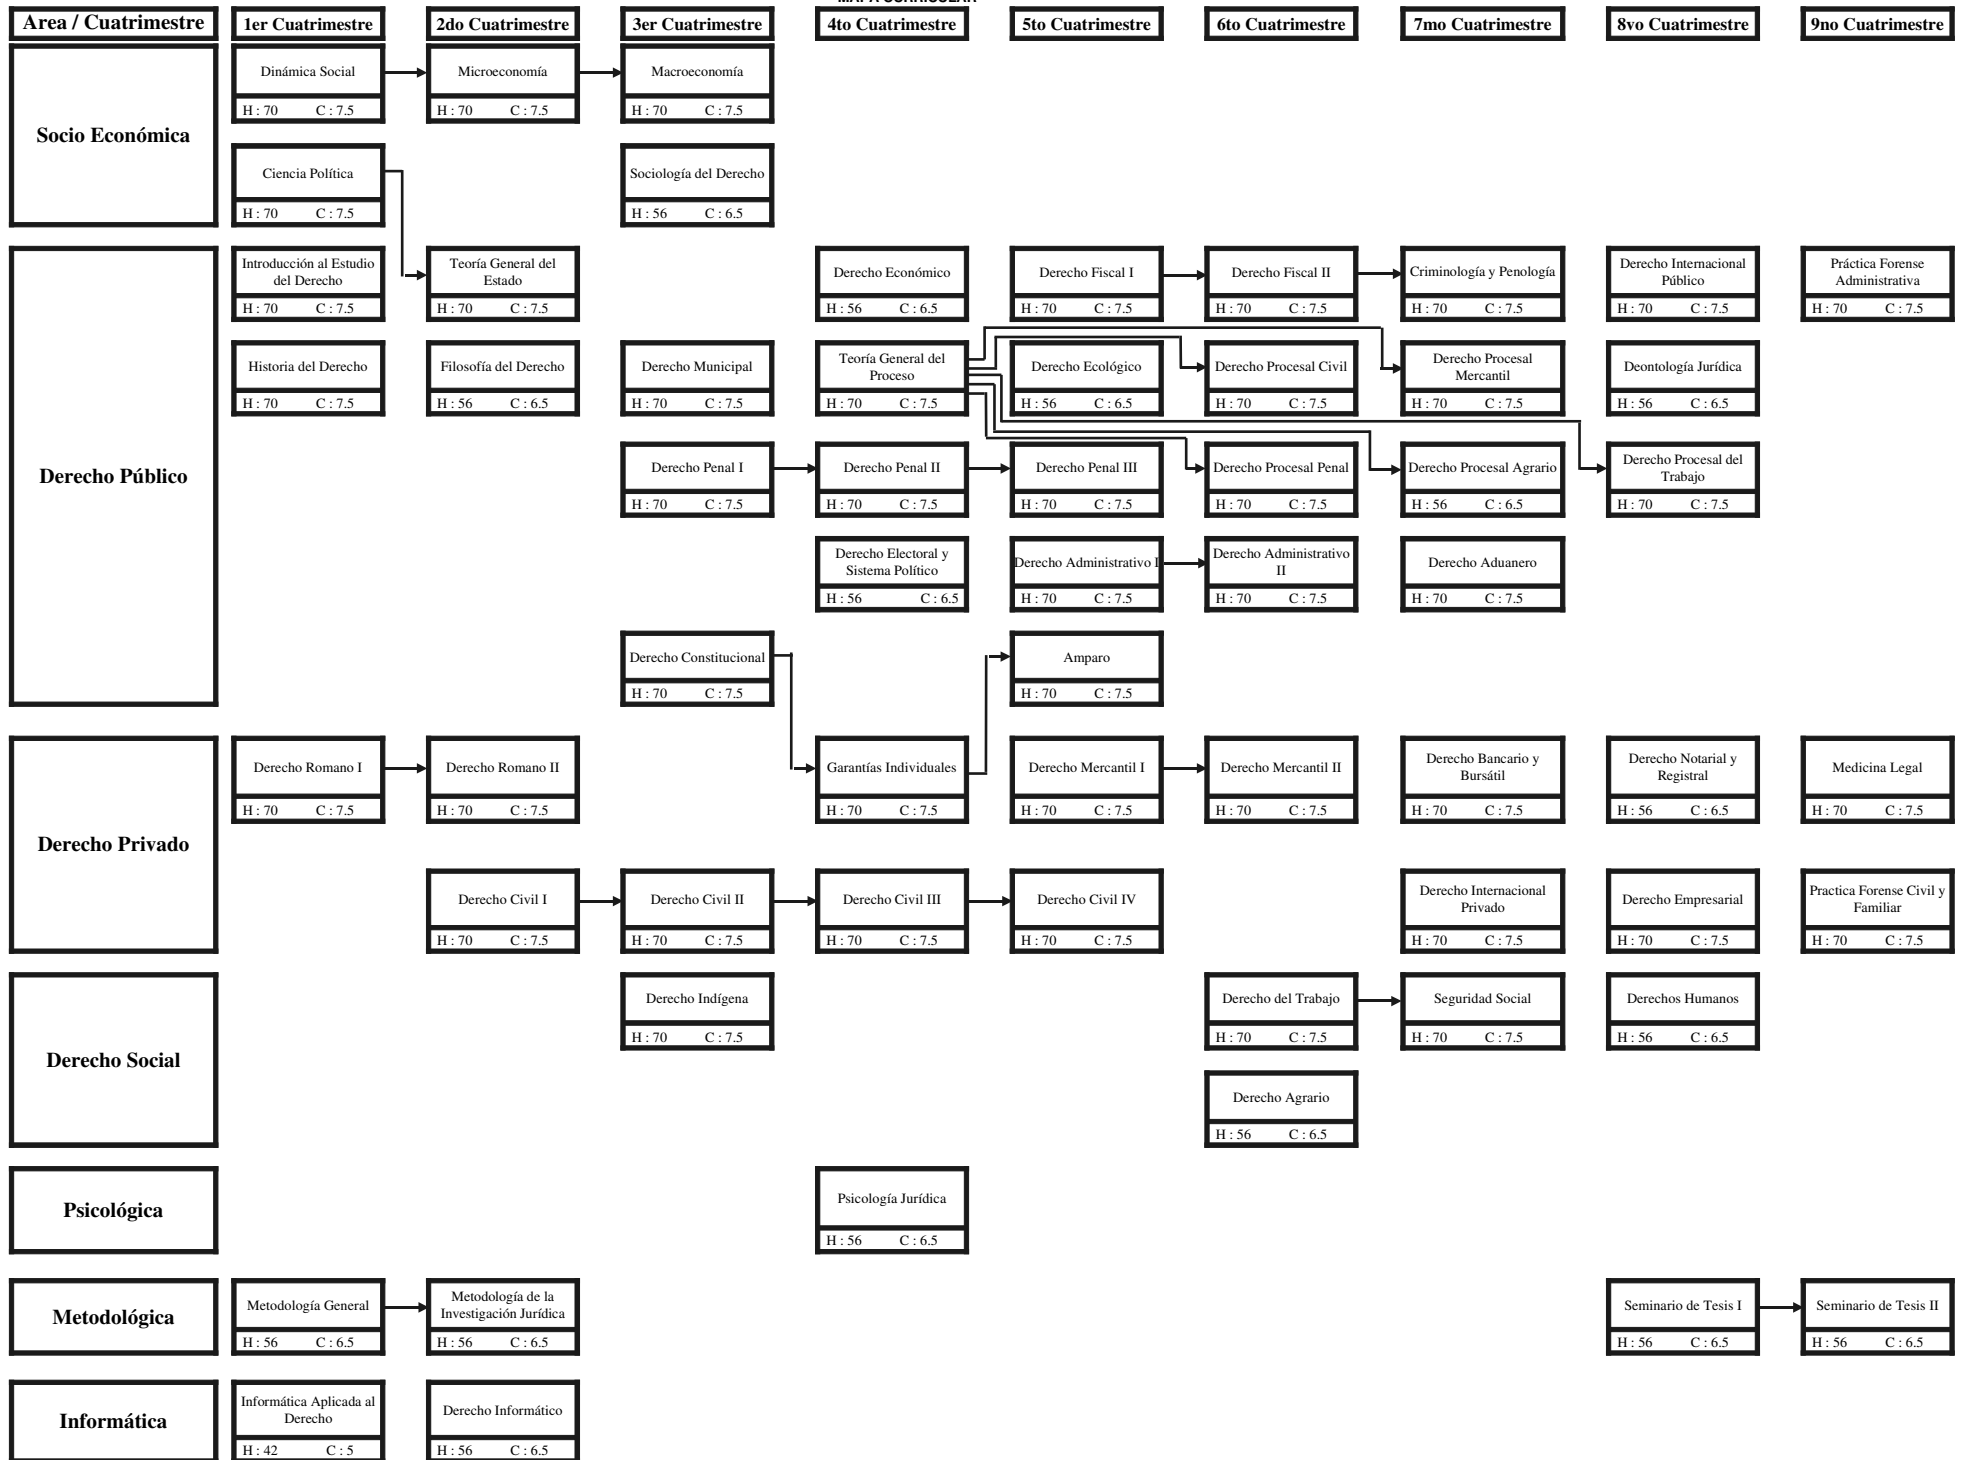 MAPA CURRICULAR
Area / Cuatrimestre
1er Cuatrimestre
2do Cuatrimestre
3er Cuatrimestre
4to Cuatrimestre
5to Cuatrimestre
6to Cuatrimestre
7mo Cuatrimestre
8vo Cuatrimestre
9no Cuatrimestre
Socio Económica
Dinámica Social
H : 70 C : 7.5
Microeconomía
H : 70 C : 7.5
Macroeconomía
H : 70 C : 7.5
Ciencia Política
H : 70 C : 7.5
Sociología del Derecho
H : 56 C : 6.5
Derecho Público
Introducción al Estudio
del Derecho
H : 70 C : 7.5
Teoría General del
Estado
H : 70 C : 7.5
Derecho Económico
H : 56 C : 6.5
Derecho Fiscal I
H : 70 C : 7.5
Derecho Fiscal II
H : 70 C : 7.5
Criminología y Penología
H : 70 C : 7.5
Derecho Internacional
Público
H : 70 C : 7.5
Práctica Forense
Administrativa
H : 70 C : 7.5
Historia del Derecho
H : 70 C : 7.5
Filosofía del Derecho
H : 56 C : 6.5
Derecho Municipal
H : 70 C : 7.5
Teoría General del
Proceso
H : 70 C : 7.5
Derecho Ecológico
H : 56 C : 6.5
Derecho Procesal Civil
H : 70 C : 7.5
Derecho Procesal
Mercantil
H : 70 C : 7.5
Deontología Jurídica
H : 56 C : 6.5
Derecho Penal I
H : 70 C : 7.5
Derecho Penal II
H : 70 C : 7.5
Derecho Penal III
H : 70 C : 7.5
Derecho Procesal Penal
H : 70 C : 7.5
Derecho Procesal Agrario
H : 56 C : 6.5
Derecho Procesal del
Trabajo
H : 70 C : 7.5
Derecho Electoral y
Sistema Político
H : 56 C : 6.5
Derecho Administrativo I
H : 70 C : 7.5
Derecho Administrativo
II
H : 70 C : 7.5
Derecho Aduanero
H : 70 C : 7.5
Derecho Constitucional
H : 70 C : 7.5
Amparo
H : 70 C : 7.5
Derecho Privado
Derecho Romano I
H : 70 C : 7.5
Derecho Romano II
H : 70 C : 7.5
Garantías Individuales
H : 70 C : 7.5
Derecho Mercantil I
H : 70 C : 7.5
Derecho Mercantil II
H : 70 C : 7.5
Derecho Bancario y
Bursátil
H : 70 C : 7.5
Derecho Notarial y
Registral
H : 56 C : 6.5
Medicina Legal
H : 70 C : 7.5
Derecho Civil I
H : 70 C : 7.5
Derecho Civil II
H : 70 C : 7.5
Derecho Civil III
H : 70 C : 7.5
Derecho Civil IV
H : 70 C : 7.5
Derecho Internacional
Privado
H : 70 C : 7.5
Derecho Empresarial
H : 70 C : 7.5
Practica Forense Civil y
Familiar
H : 70 C : 7.5
Derecho Social
Derecho Indígena
H : 70 C : 7.5
Derecho del Trabajo
H : 70 C : 7.5
Seguridad Social
H : 70 C : 7.5
Derechos Humanos
H : 56 C : 6.5
Derecho Agrario
H : 56 C : 6.5
Psicológica
Psicología Jurídica
H : 56 C : 6.5
Metodológica
Metodología General
H : 56 C : 6.5
Metodología de la
Investigación Jurídica
H : 56 C : 6.5
Seminario de Tesis I
H : 56 C : 6.5
Seminario de Tesis II
H : 56 C : 6.5
Informática
Informática Aplicada al
Derecho
H : 42 C : 5
Derecho Informático
H : 56 C : 6.5